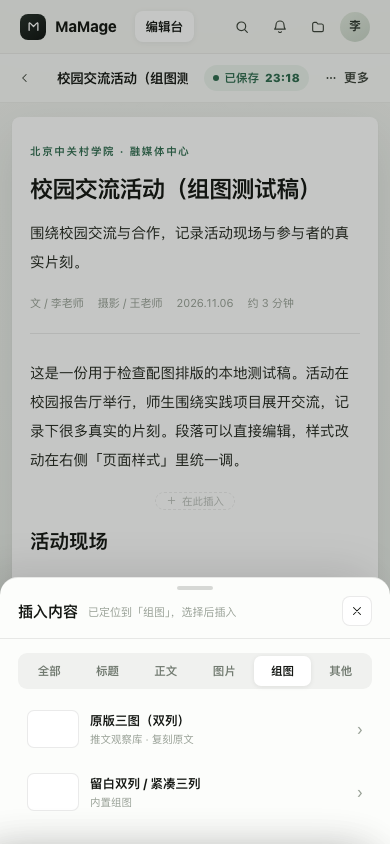 M MaMage 编辑台 李
校园交流活动（组图测 已保存 23:18 ··· 更多
北京中关村学院 · 融媒体中心
校园交流活动（组图测试稿）
围绕校园交流与合作，记录活动现场与参与者的真
实片刻。
文 / 李老师 摄影 / 王老师 2026.11.06 约 3 分钟
这是一份用于检查配图排版的本地测试稿。活动在
校园报告厅举行，师生围绕实践项目展开交流，记
录下很多真实的片刻。段落可以直接编辑，样式改
动在右侧「页面样式」里统一调。
＋ 在此插入
活动现场
插入内容 已定位到「组图」，选择后插入
全部 标题 正文 图片 组图 其他
原版三图（双列）
推文观察库 · 复刻原文
留白双列 / 紧凑三列
内置组图